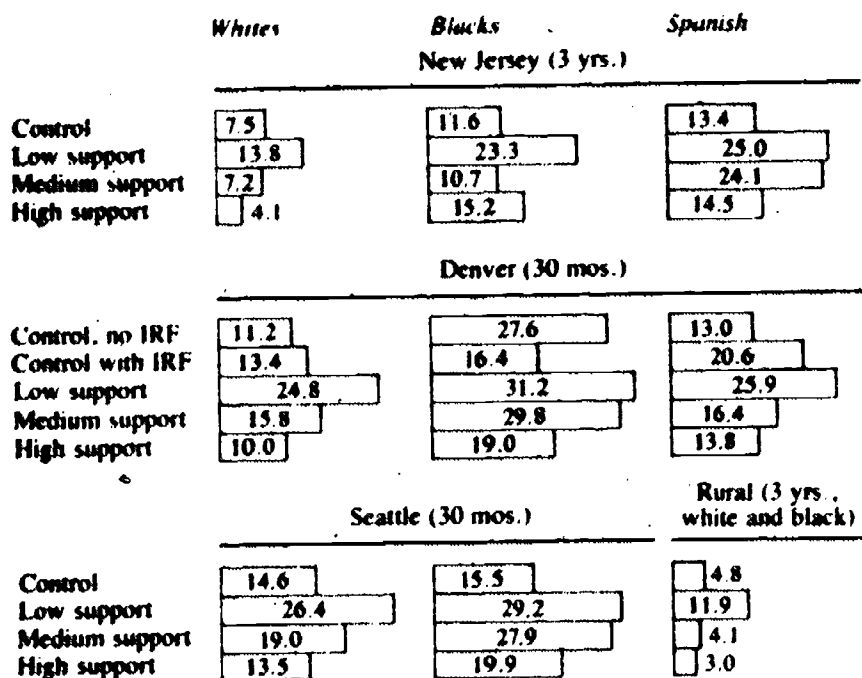 Whites Blacks Spanish
New Jersey (3 yrs.)
Control 7.5 11.6 13.4
Low support 13.8 23.3 25.0
Medium support 7.2 10.7 24.1
High support 4.1 15.2 14.5
Denver (30 mos.)
Control, no IRF 11.2 27.6 13.0
Control with IRF 13.4 16.4 20.6
Low support 24.8 31.2 25.9
Medium support 15.8 29.8 16.4
High support 10.0 19.0 13.8
Seattle (30 mos.)
Rural (3 yrs.,
white and black)
Control 14.6 15.5 4.8
Low support 26.4 29.2 11.9
Medium support 19.0 27.9 4.1
High support 13.5 19.9 3.0